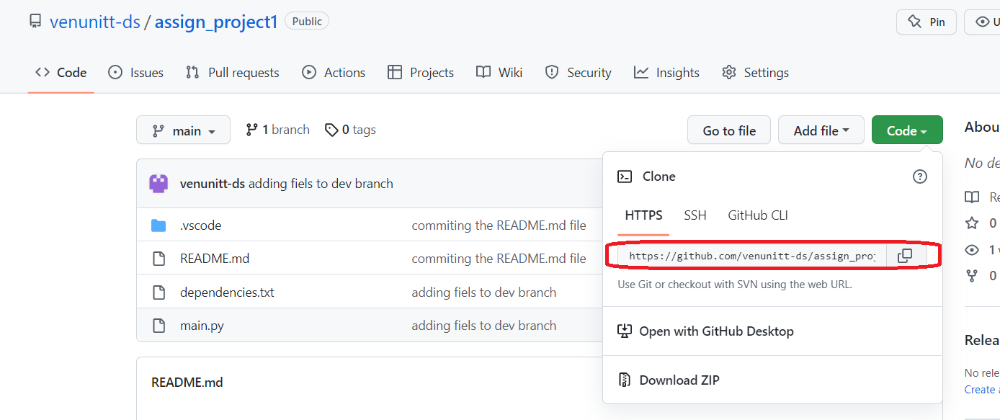 venunitt-ds / assign_project1 Public
Pin
Code Issues Pull requests Actions Projects Wiki Security Insights Settings
main 1 branch 0 tags Go to file Add file Code
venunitt-ds adding fiels to dev branch
.vscode commiting the README.md file
README.md commiting the README.md file
dependencies.txt adding fiels to dev branch
main.py adding fiels to dev branch
README.md
Clone
HTTPS SSH GitHub CLI
https://github.com/venunitt-ds/assign_proj
Use Git or checkout with SVN using the web URL.
Open with GitHub Desktop
Download ZIP
Abou
No de
Re
0
1
0
Relea
No rele
Create